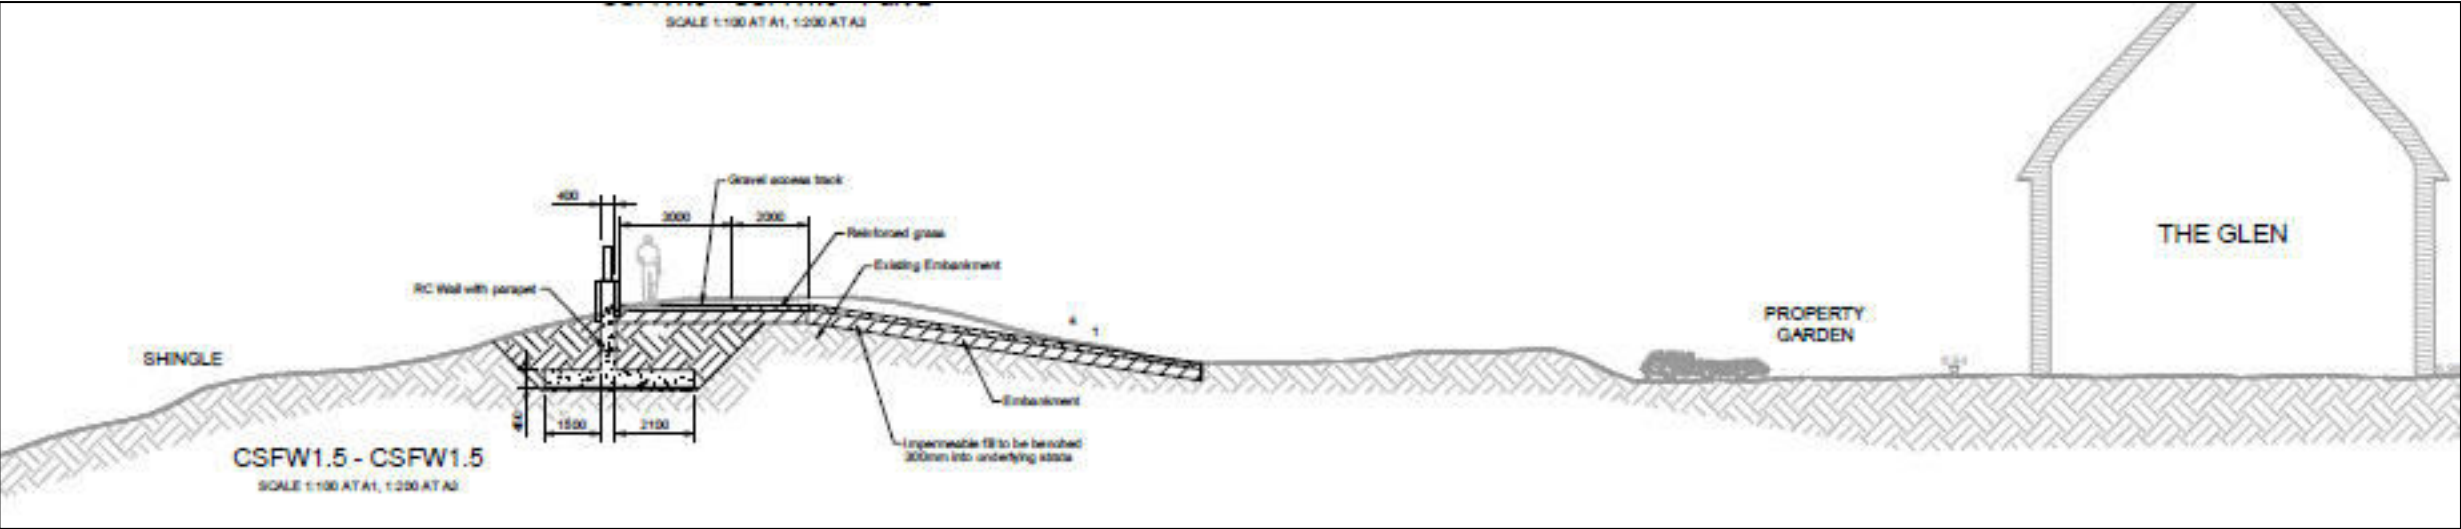 SCALE 1:100 AT A1, 1:200 AT A3
Gravel access track
400
3000
2000
Reinforced grass
THE GLEN
Existing Embankment
RC Wall with parapet
PROPERTY
GARDEN
4
1
SHINGLE
Embankment
400
1500
2100
Impermeable fill to be benched
300mm into underlying strata
CSFW1.5 - CSFW1.5
SCALE 1:100 AT A1, 1:200 AT A3